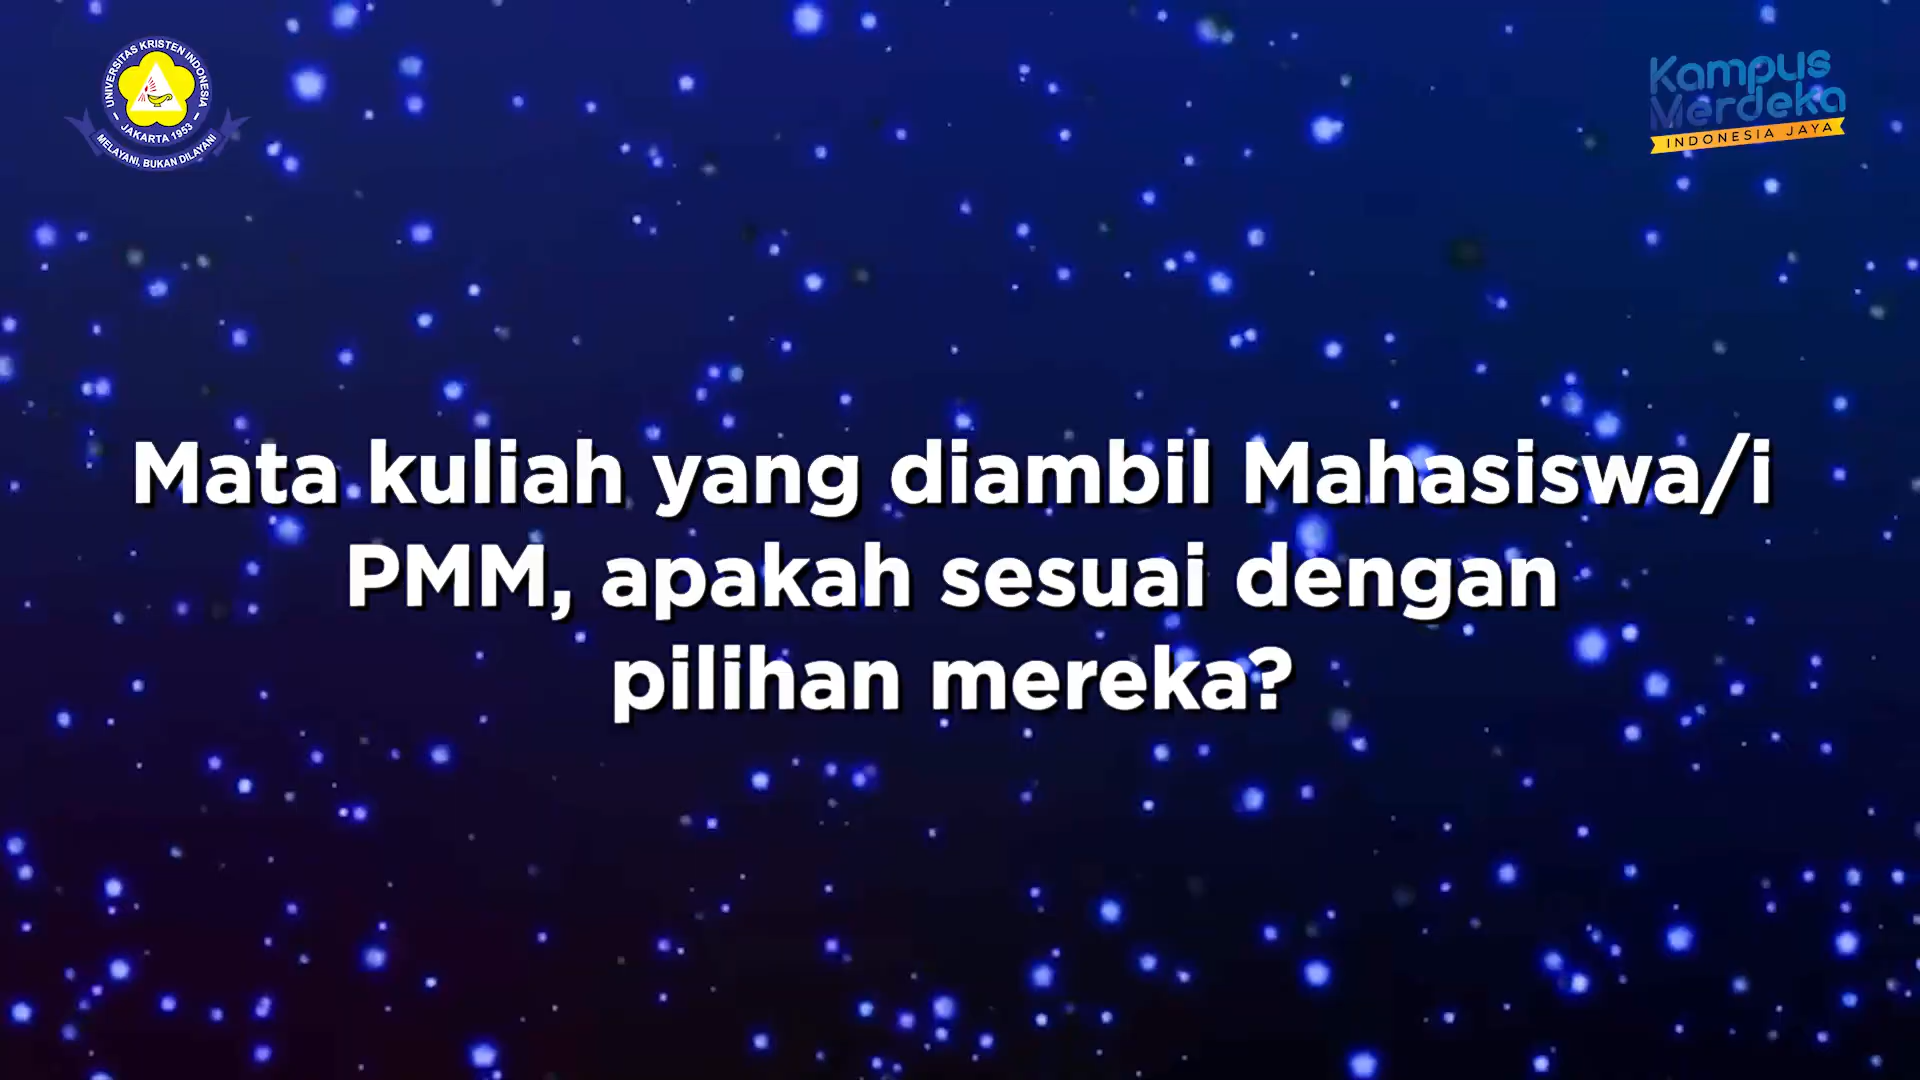 UNIVERSITAS KRISTEN INDONESIA
- JAKARTA 1953 -
MELAYANI, BUKAN DILAYANI
Kampus
Merdeka
INDONESIA JAYA
Mata kuliah yang diambil Mahasiswa/i
PMM, apakah sesuai dengan
pilihan mereka?